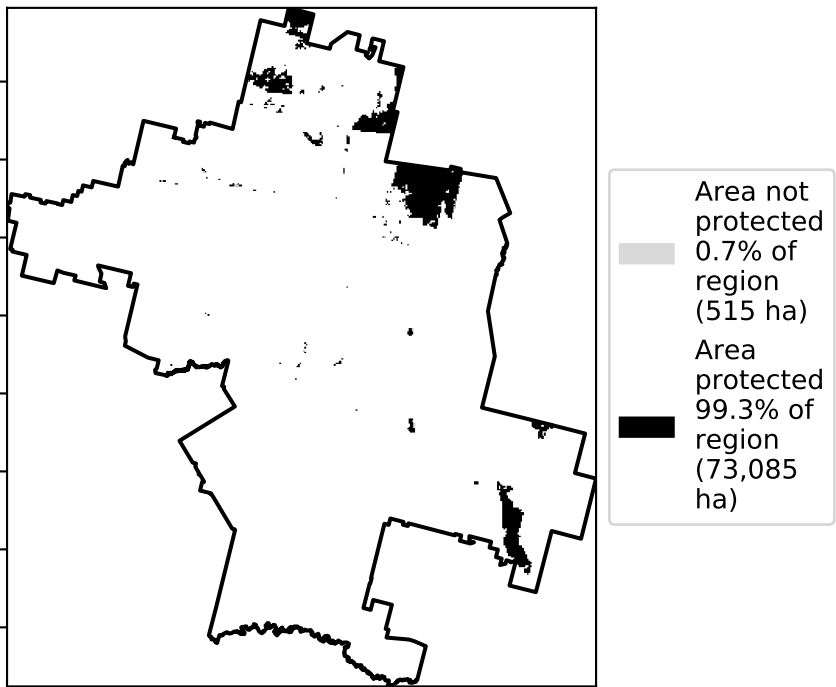 Area not
protected
0.7% of
region
(515 ha)
Area
protected
99.3% of
region
(73,085
ha)